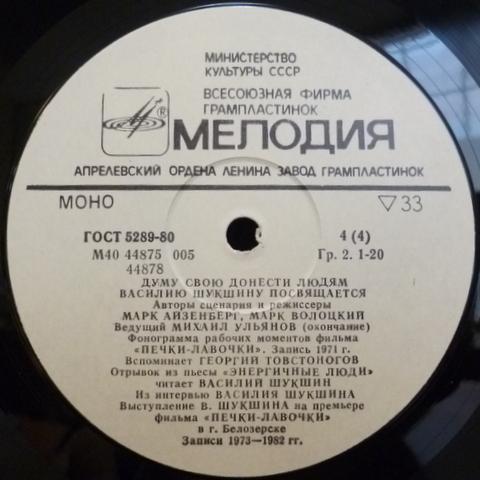 МИНИСТЕРСТВО
КУЛЬТУРЫ СССР
ВСЕСОЮЗНАЯ ФИРМА
ГРАМПЛАСТИНОК
® МЕЛОДИЯ
АПРЕЛЕВСКИЙ ОРДЕНА ЛЕНИНА ЗАВОД ГРАМПЛАСТИНОК
МОНО ▽ 33
ГОСТ 5289-80 4 (4)
М40 44875 005 Гр. 2. 1-20
44878
ДУМУ СВОЮ ДОНЕСТИ ЛЮДЯМ
ВАСИЛИЮ ШУКШИНУ ПОСВЯЩАЕТСЯ
Авторы сценария и режиссеры
МАРК АЙЗЕНБЕРГ, МАРК ВОЛОЦКИЙ
Ведущий МИХАИЛ УЛЬЯНОВ (окончание)
Фонограмма рабочих моментов фильма
«ПЕЧКИ-ЛАВОЧКИ». Запись 1971 г.
Вспоминает ГЕОРГИЙ ТОВСТОНОГОВ
Отрывок из пьесы «ЭНЕРГИЧНЫЕ ЛЮДИ»
читает ВАСИЛИЙ ШУКШИН
Из интервью ВАСИЛИЯ ШУКШИНА
Выступление В. ШУКШИНА на премьере
фильма «ПЕЧКИ-ЛАВОЧКИ»
в г. Белозерске
Записи 1973—1982 гг.